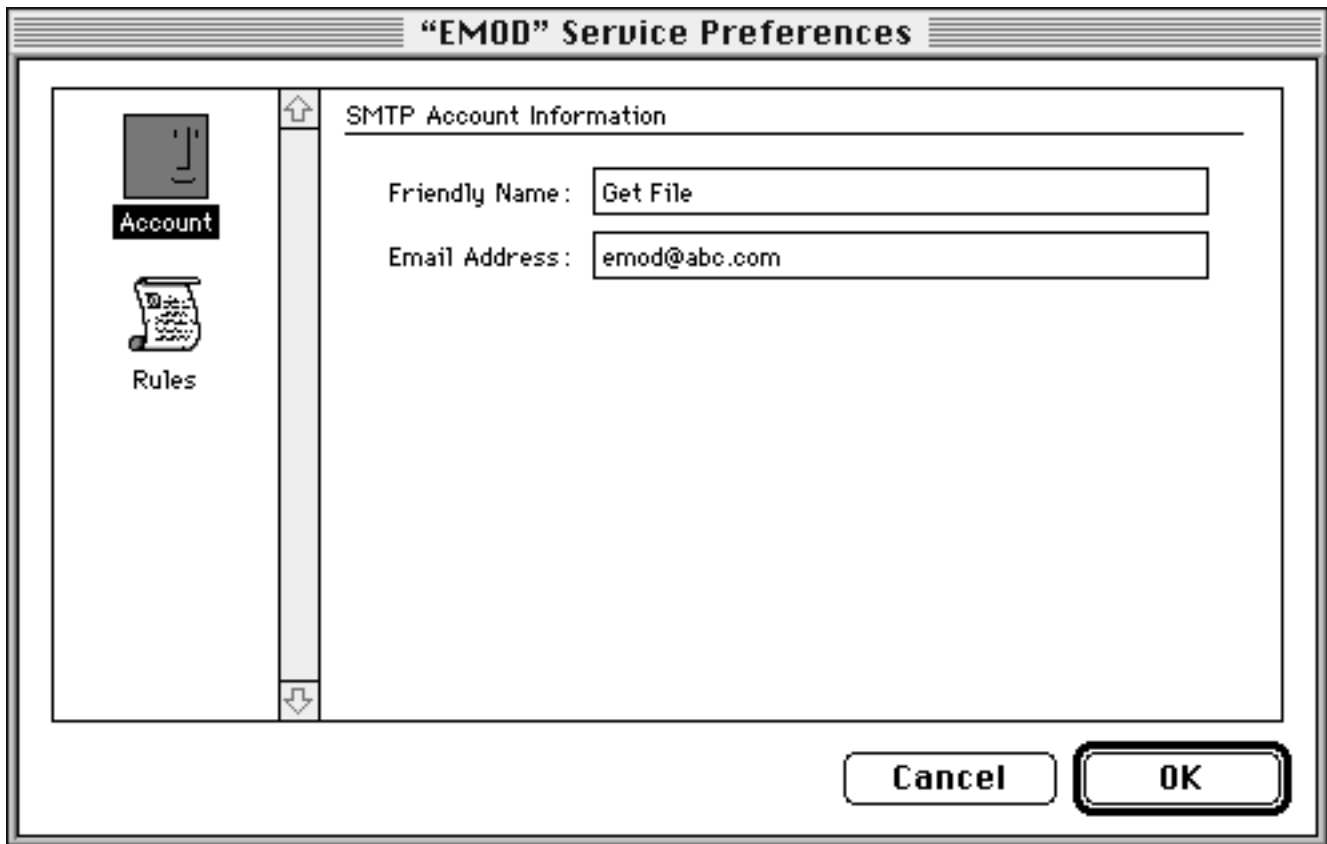 “EMOD” Service Preferences
Account
Rules
SMTP Account Information
Friendly Name: Get File
Email Address: emod@abc.com
Cancel OK